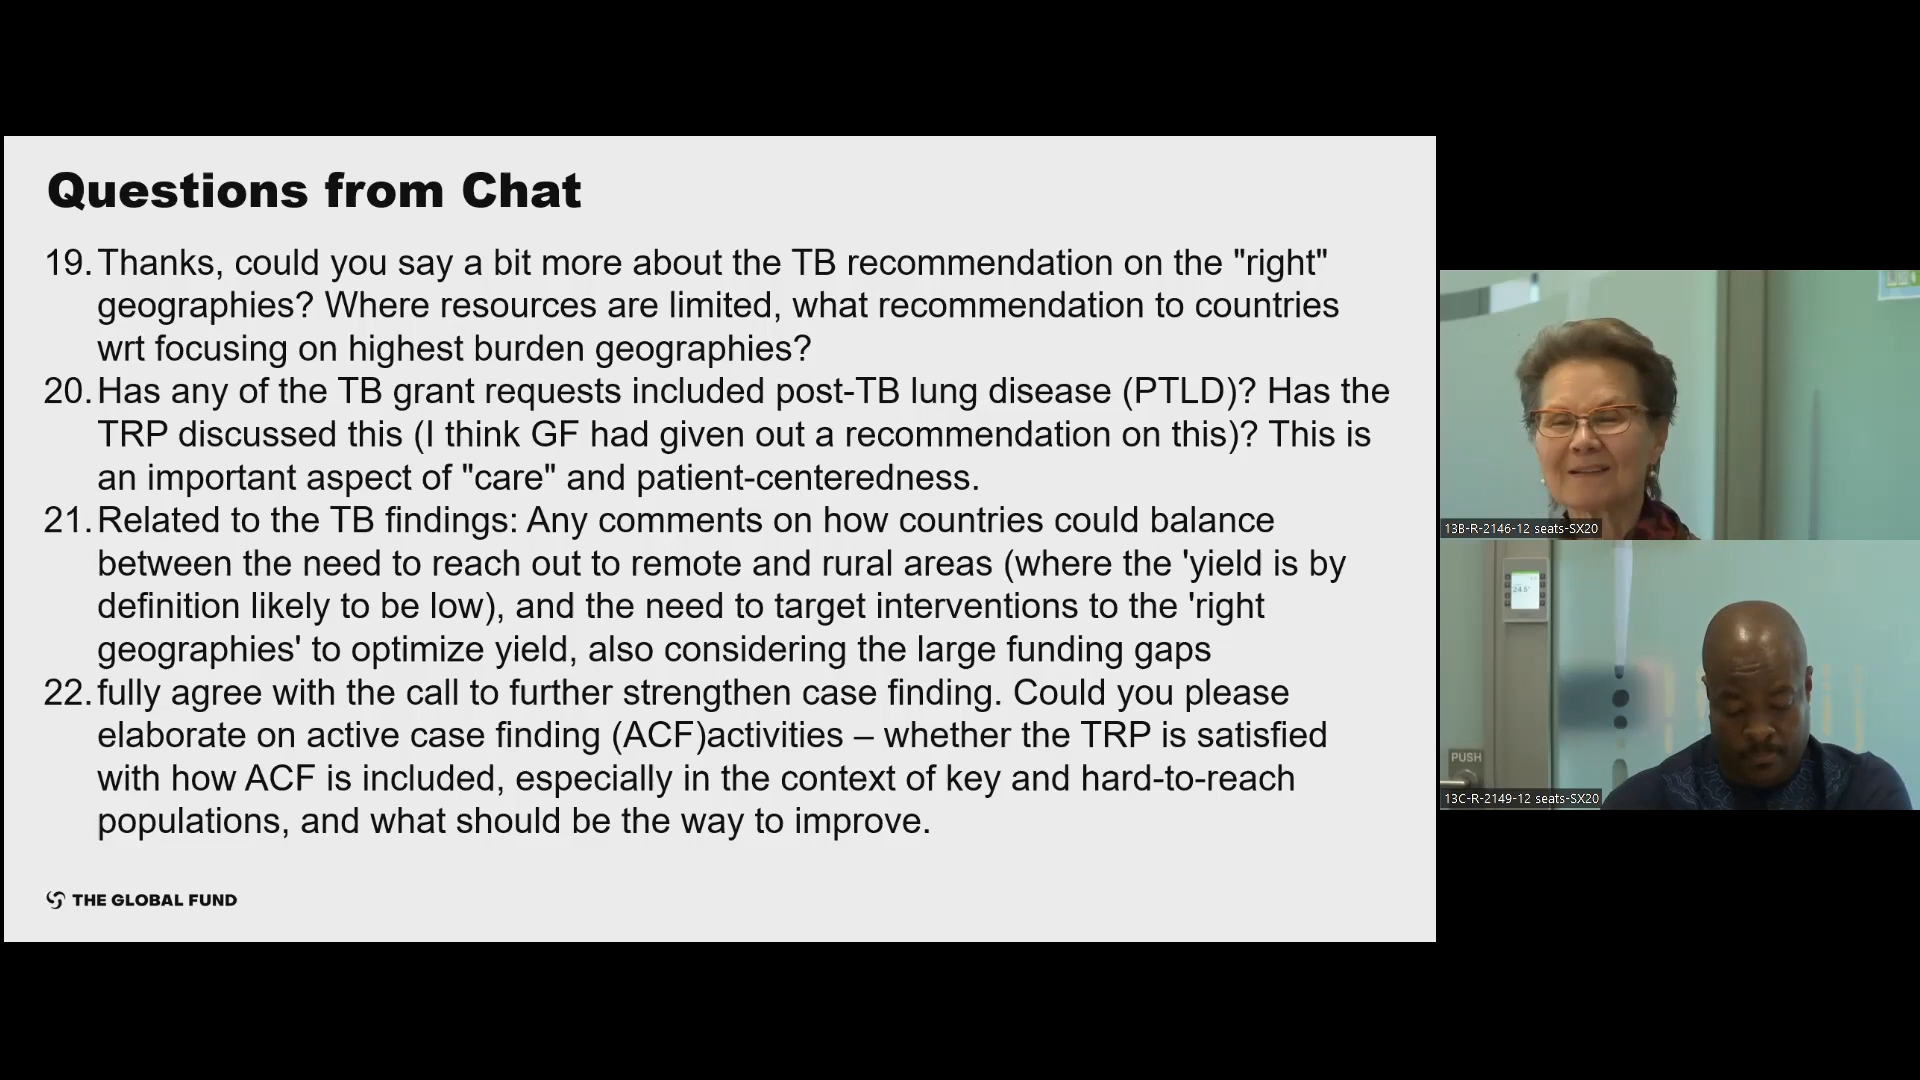 Questions from Chat
19. Thanks, could you say a bit more about the TB recommendation on the "right"
geographies? Where resources are limited, what recommendation to countries
wrt focusing on highest burden geographies?
20. Has any of the TB grant requests included post-TB lung disease (PTLD)? Has the
TRP discussed this (I think GF had given out a recommendation on this)? This is
an important aspect of "care" and patient-centeredness.
21. Related to the TB findings: Any comments on how countries could balance
between the need to reach out to remote and rural areas (where the 'yield is by
definition likely to be low), and the need to target interventions to the 'right
geographies' to optimize yield, also considering the large funding gaps
22. fully agree with the call to further strengthen case finding. Could you please
elaborate on active case finding (ACF)activities – whether the TRP is satisfied
with how ACF is included, especially in the context of key and hard-to-reach
populations, and what should be the way to improve.
THE GLOBAL FUND
13B-R-2146-12 seats-SX20
24.5°
PUSH
13C-R-2149-12 seats-SX20